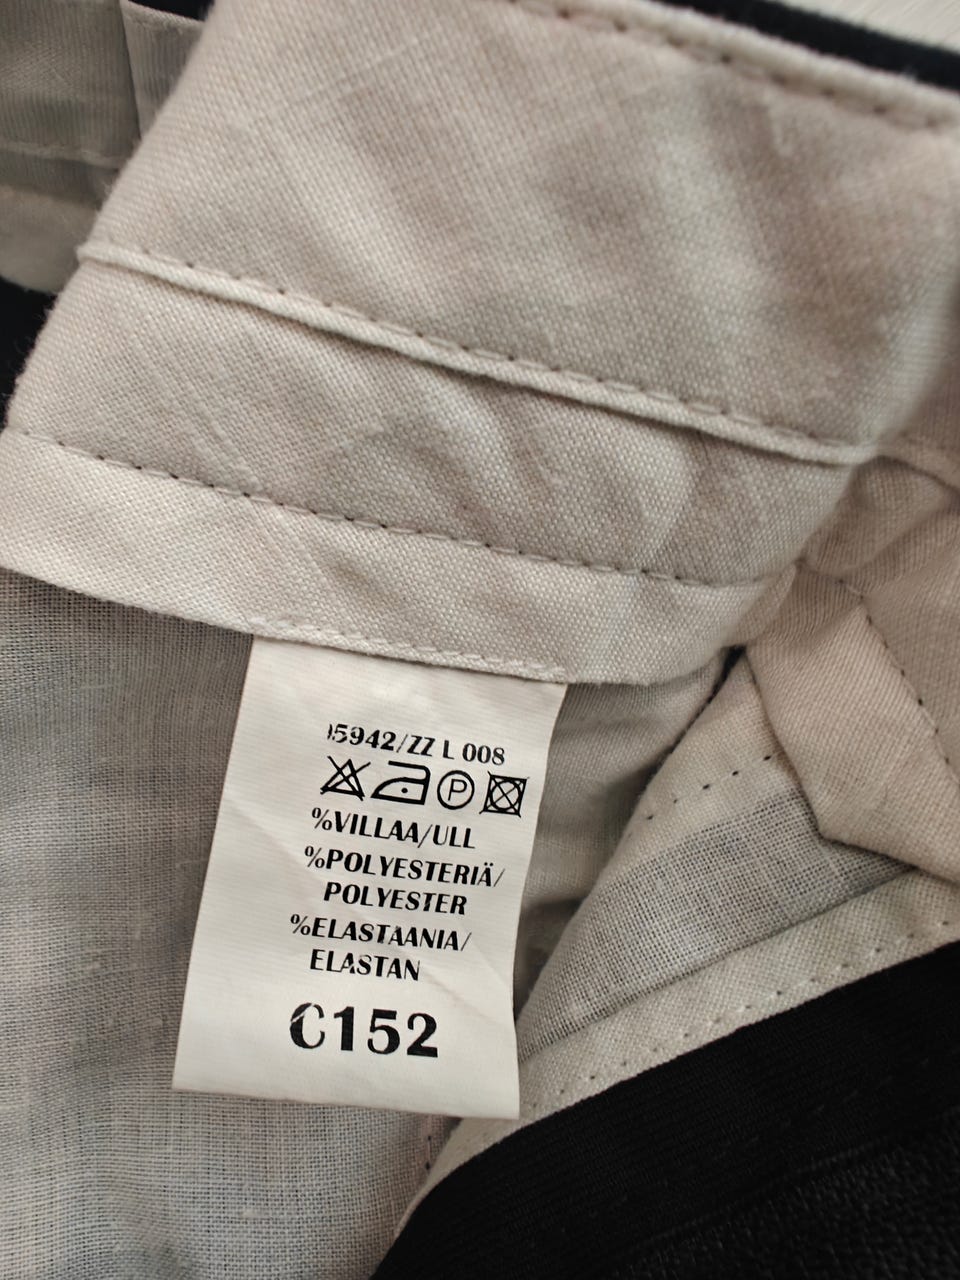 5942/ZZ L 008
P
%VILLAA/ULL
%POLYESTERIÄ/
POLYESTER
%ELASTAANIA/
ELASTAN
C152